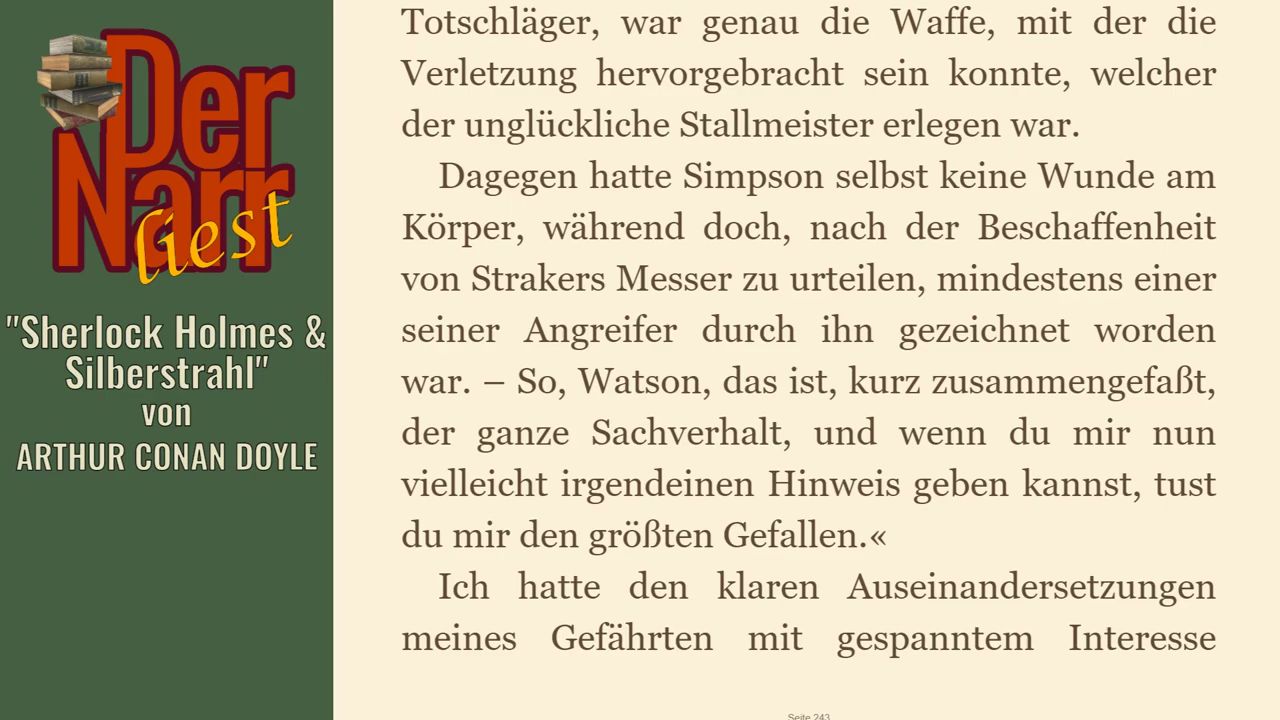 Der
Narr
liest
"Sherlock Holmes &
Silberstrahl"
von
ARTHUR CONAN DOYLE
Totschläger, war genau die Waffe, mit der die
Verletzung hervorgebracht sein konnte, welcher
der unglückliche Stallmeister erlegen war.
Dagegen hatte Simpson selbst keine Wunde am
Körper, während doch, nach der Beschaffenheit
von Strakers Messer zu urteilen, mindestens einer
seiner Angreifer durch ihn gezeichnet worden
war. – So, Watson, das ist, kurz zusammengefaßt,
der ganze Sachverhalt, und wenn du mir nun
vielleicht irgendeinen Hinweis geben kannst, tust
du mir den größten Gefallen.«
Ich hatte den klaren Auseinandersetzungen
meines Gefährten mit gespanntem Interesse
Seite 243